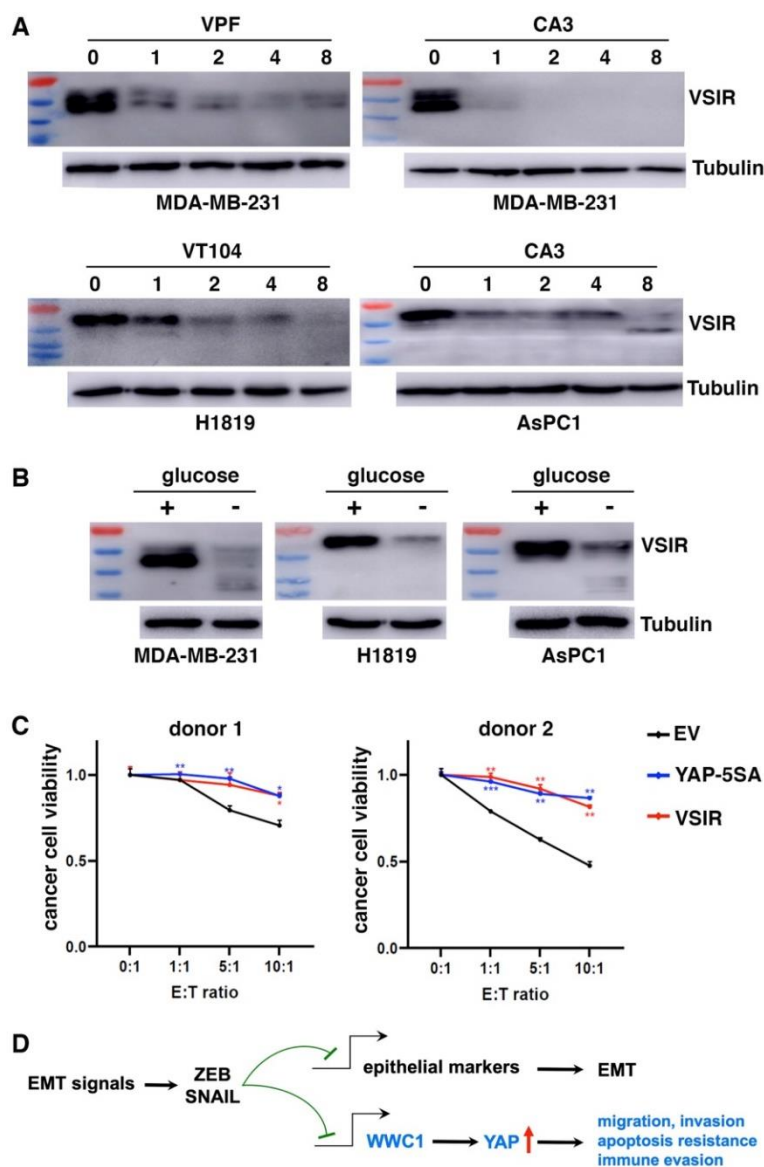 A
VPF CA3
0 1 2 4 8 0 1 2 4 8
VSIR
Tubulin
MDA-MB-231 MDA-MB-231
VT104 CA3
0 1 2 4 8 0 1 2 4 8
VSIR
Tubulin
H1819 AsPC1
B
glucose glucose glucose
+ - + - + -
VSIR
Tubulin
MDA-MB-231 H1819 AsPC1
C
donor 1 donor 2
EV
YAP-5SA
VSIR
cancer cell viability
1.0
0.5
0.0
** ** * *
0:1 1:1 5:1 10:1
E:T ratio
cancer cell viability
1.0
0.5
0.0
** ** **
*** ** **
0:1 1:1 5:1 10:1
E:T ratio
D
EMT signals ZEB SNAIL epithelial markers EMT
WWC1 YAP migration, invasion
apoptosis resistance
immune evasion